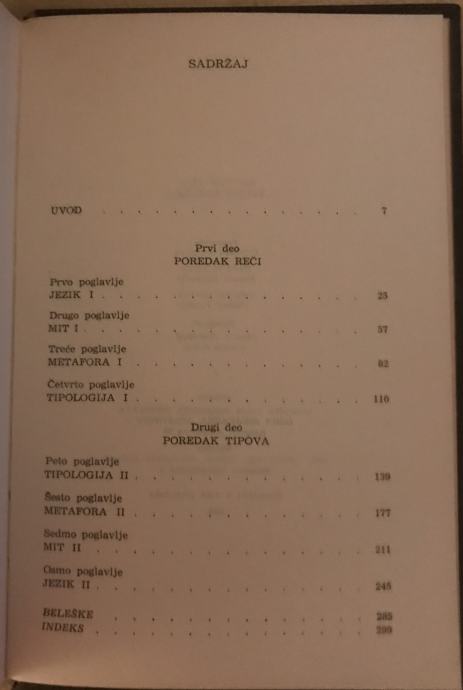 SADRŽAJ
UVOD . . . . . . . . . . . . 7
Prvi deo
POREDAK REČI
Prvo poglavlje
JEZIK I . . . . . . . . . . . . 25
Drugo poglavlje
MIT I . . . . . . . . . . . . 57
Treće poglavlje
METAFORA I . . . . . . . . . . . 82
Četvrto poglavlje
TIPOLOGIJA I . . . . . . . . . . . 110
Drugi deo
POREDAK TIPOVA
Peto poglavlje
TIPOLOGIJA II . . . . . . . . . . 139
Šesto poglavlje
METAFORA II . . . . . . . . . . 177
Sedmo poglavlje
MIT II . . . . . . . . . . . . 211
Osmo poglavlje
JEZIK II . . . . . . . . . . . . 245
BELEŠKE . . . . . . . . . . . 285
INDEKS . . . . . . . . . . . . 299